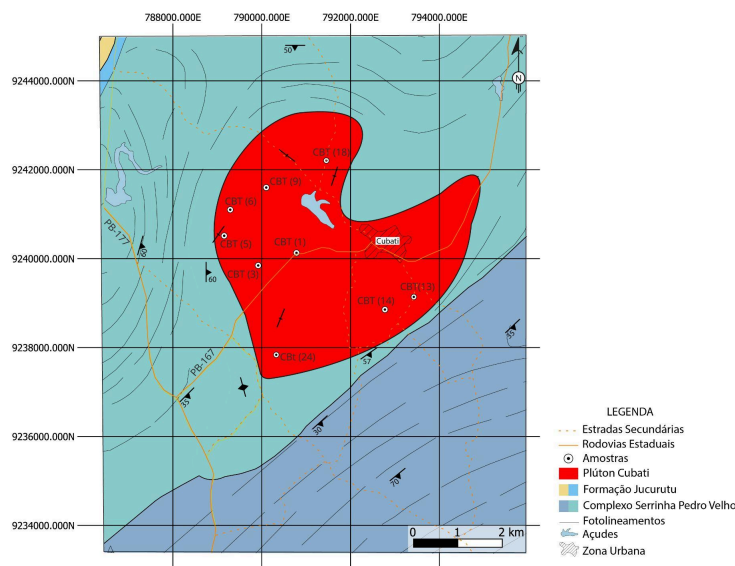 788000.000E 790000.000E 792000.000E 794000.000E
50
N
9244000.000N
CBT (18)
9242000.000N
CBT (9)
CBT (6)
PB-177
CBT (5)
CBT (1)
Cubati
60
9240000.000N
CBT (3)
60
CBT (13)
CBT (14)
9238000.000N
CBt (24)
57
35
PB-167
35
30
9236000.000N
70
9234000.000N
0 1 2 km
LEGENDA
Estradas Secundárias
Rodovias Estaduais
Amostras
Plúton Cubati
Formação Jucurutu
Complexo Serrinha Pedro Velho
Fotolineamentos
Açudes
Zona Urbana